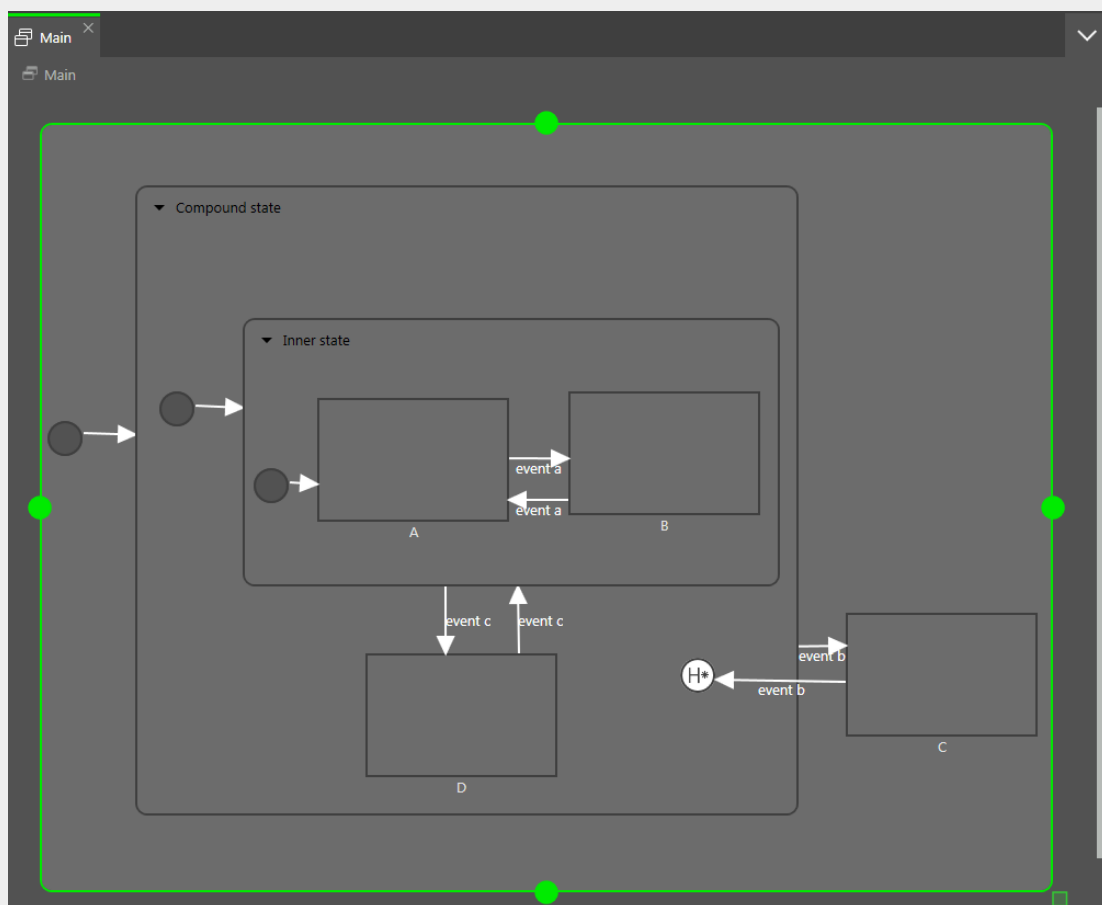 Main
Main
Compound state
Inner state
event a
event a
A
B
event c
event c
event b
H*
event b
C
D